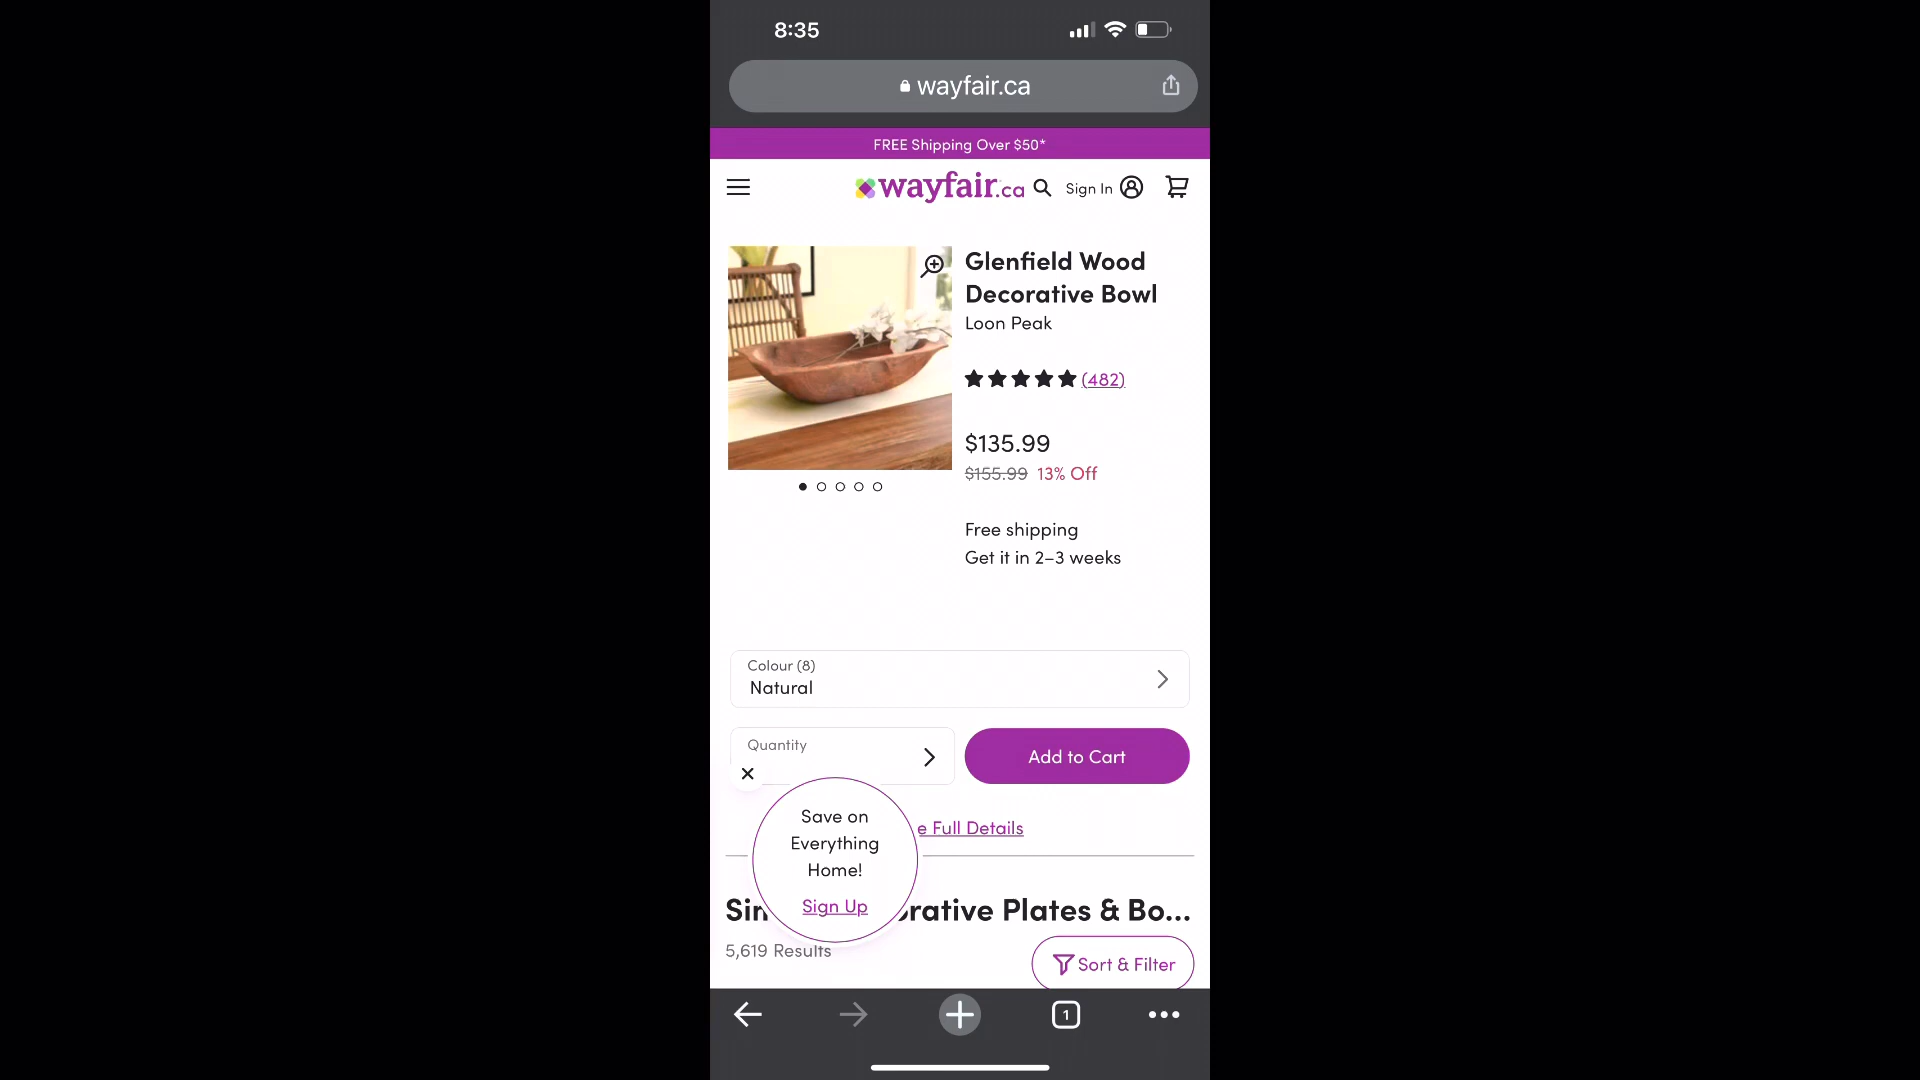 8:35
wayfair.ca
FREE Shipping Over $50*
wayfair.ca
Sign In
Glenfield Wood
Decorative Bowl
Loon Peak
(482)
$135.99
$155.99 13% Off
Free shipping
Get it in 2–3 weeks
Colour (8)
Natural
Quantity
Add to Cart
Save on
Everything
Home!
Sign Up
e Full Details
Sim
rative Plates & Bo...
5,619 Results
Sort & Filter
1